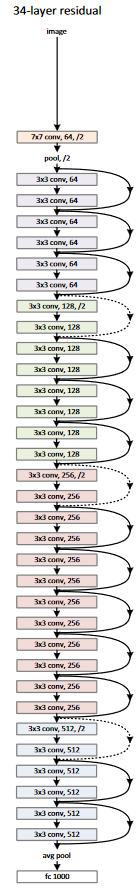 34-layer residual
image
7x7 conv, 64, /2
pool, /2
3x3 conv, 64
3x3 conv, 64
3x3 conv, 64
3x3 conv, 64
3x3 conv, 64
3x3 conv, 64
3x3 conv, 128, /2
3x3 conv, 128
3x3 conv, 128
3x3 conv, 128
3x3 conv, 128
3x3 conv, 128
3x3 conv, 128
3x3 conv, 128
3x3 conv, 256, /2
3x3 conv, 256
3x3 conv, 256
3x3 conv, 256
3x3 conv, 256
3x3 conv, 256
3x3 conv, 256
3x3 conv, 256
3x3 conv, 256
3x3 conv, 256
3x3 conv, 256
3x3 conv, 256
3x3 conv, 512, /2
3x3 conv, 512
3x3 conv, 512
3x3 conv, 512
3x3 conv, 512
3x3 conv, 512
avg pool
fc 1000